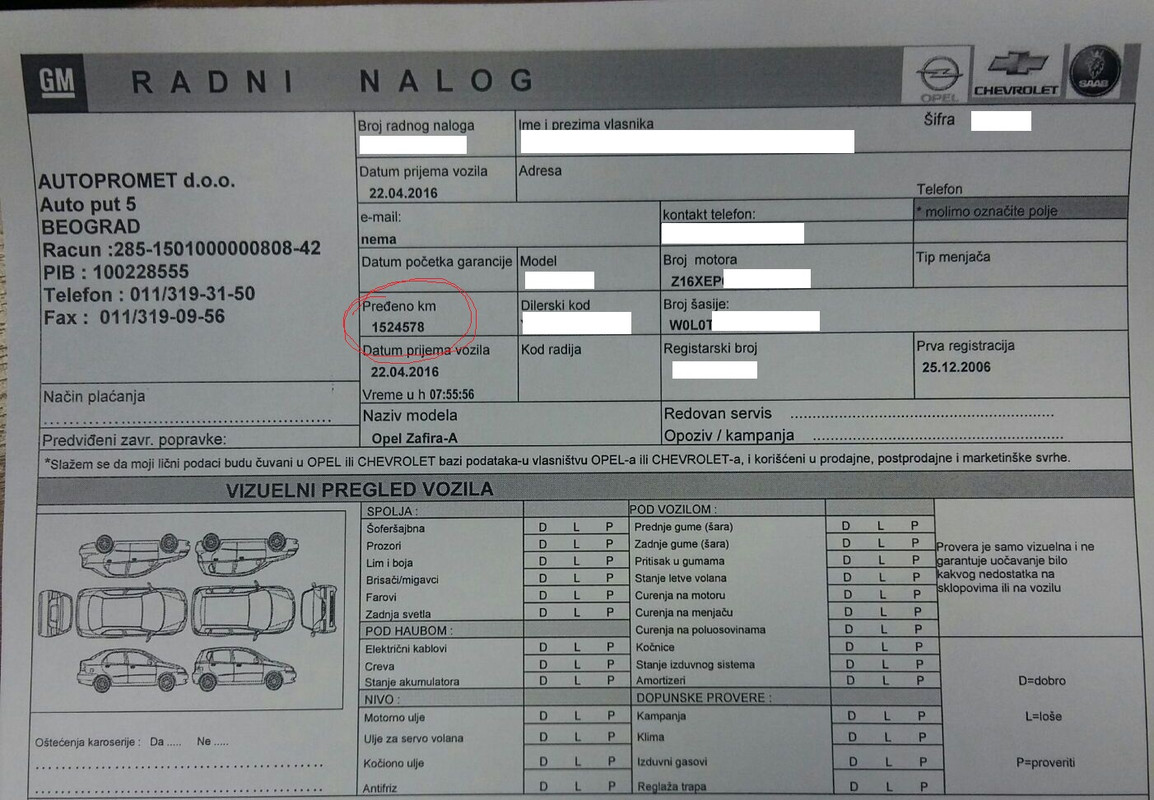 GM RADNI NALOG
OPEL CHEVROLET SAAB
AUTOPROMET d.o.o.
Auto put 5
BEOGRAD
Racun :285-1501000000808-42
PIB : 100228555
Telefon : 011/319-31-50
Fax : 011/319-09-56
Način plaćanja
Predviđeni zavr. popravke:
Broj radnog naloga
Ime i prezima vlasnika
Šifra
Datum prijema vozila
22.04.2016
Adresa
Telefon
e-mail:
nema
kontakt telefon:
* molimo označite polje
Datum početka garancije
Model
Broj motora
Z16XEP
Tip menjača
Pređeno km
1524578
Dilerski kod
Broj šasije:
W0L0T
Datum prijema vozila
22.04.2016
Vreme u h 07:55:56
Kod radija
Registarski broj
Prva registracija
25.12.2006
Naziv modela
Opel Zafira-A
Redovan servis
Opoziv / kampanja
*Slažem se da moji lični podaci budu čuvani u OPEL ili CHEVROLET bazi podataka-u vlasništvu OPEL-a ili CHEVROLET-a, i korišćeni u prodajne, postprodajne i marketinške svrhe.
VIZUELNI PREGLED VOZILA
Oštećenja karoserije : Da ..... Ne .....
SPOLJA :
Šoferšajbna D L P
Prozori D L P
Lim i boja D L P
Brisači/migavci D L P
Farovi D L P
Zadnja svetla D L P
POD HAUBOM :
Električni kablovi D L P
Creva D L P
Stanje akumulatora D L P
NIVO :
Motorno ulje D L P
Ulje za servo volana D L P
Kočiono ulje D L P
Antifriz D L P
POD VOZILOM :
Prednje gume (šara) D L P
Zadnje gume (šara) D L P
Pritisak u gumama D L P
Stanje letve volana D L P
Curenja na motoru D L P
Curenje na menjaču D L P
Curenja na poluosovinama D L P
Kočnice D L P
Stanje izduvnog sistema D L P
Amortizeri D L P
DOPUNSKE PROVERE :
Kampanja D L P
Klima D L P
Izduvni gasovi D L P
Reglaža trapa D L P
Provera je samo vizuelna i ne
garantuje uočavanje bilo
kakvog nedostatka na
sklopovima ili na vozilu
D=dobro
L=loše
P=proveriti